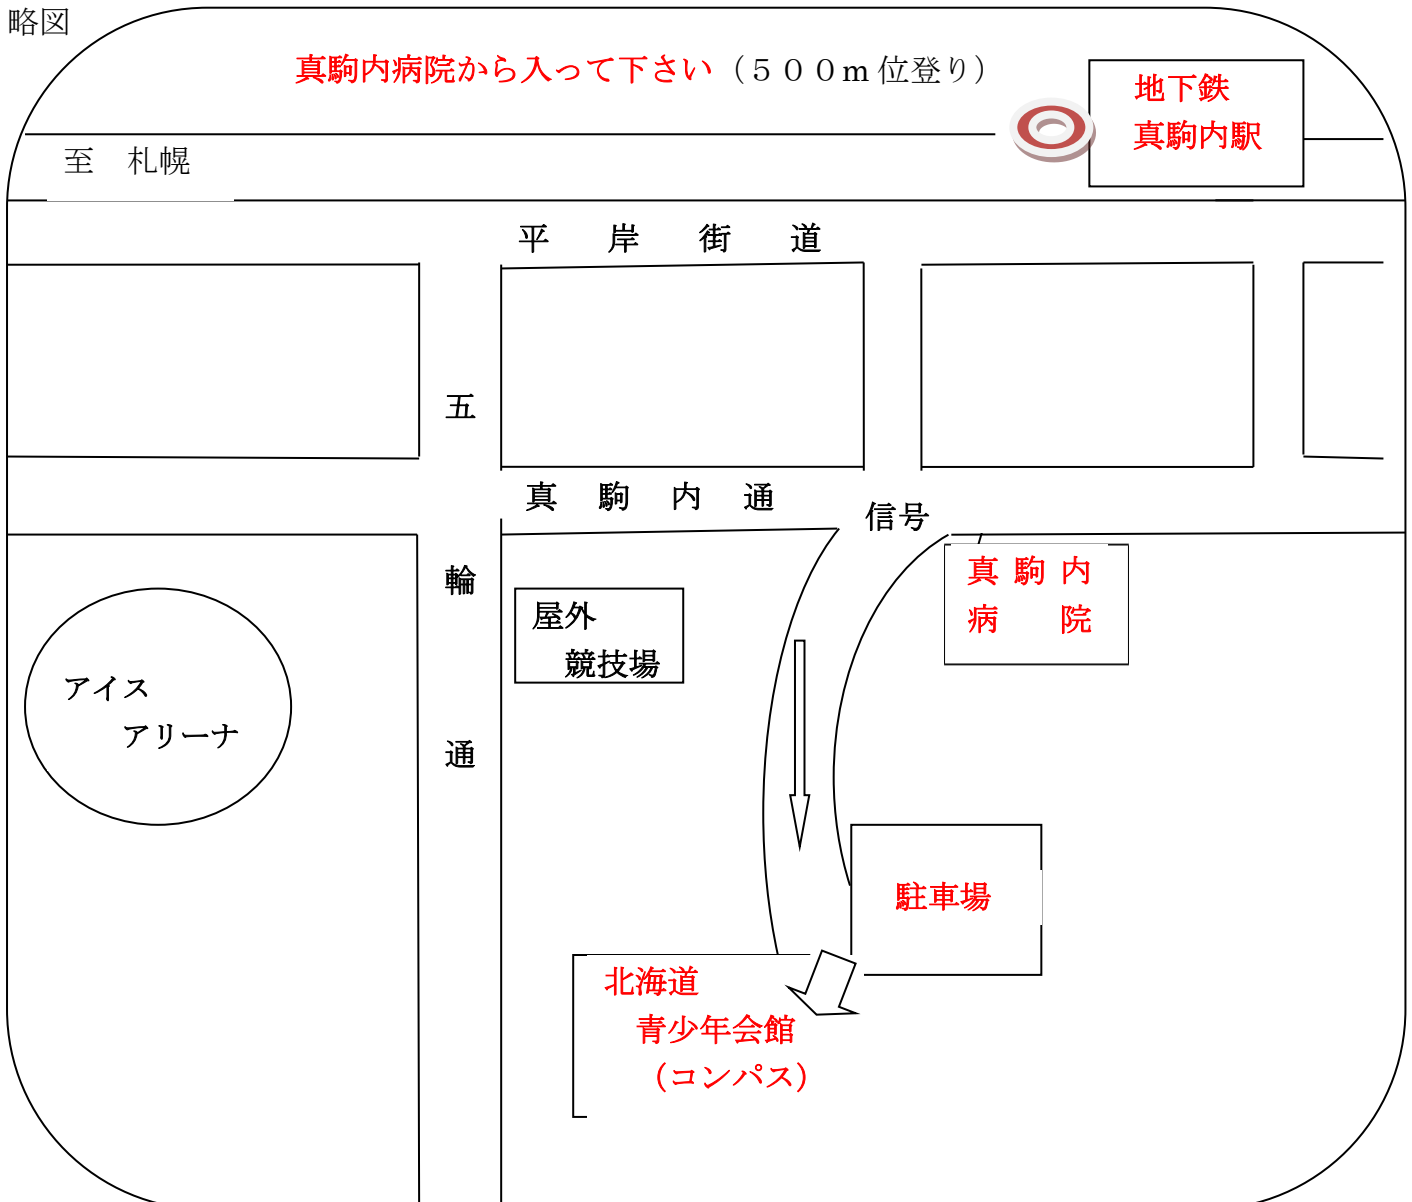 略図
真駒内病院から入って下さい（５００ｍ位登り）
地下鉄
真駒内駅
至　札幌
平　岸　街　道
五
輪
通
真　駒　内　通
信号
真 駒 内
病　　院
屋外
競技場
アイス
アリーナ
駐車場
北海道
青少年会館
（コンパス）